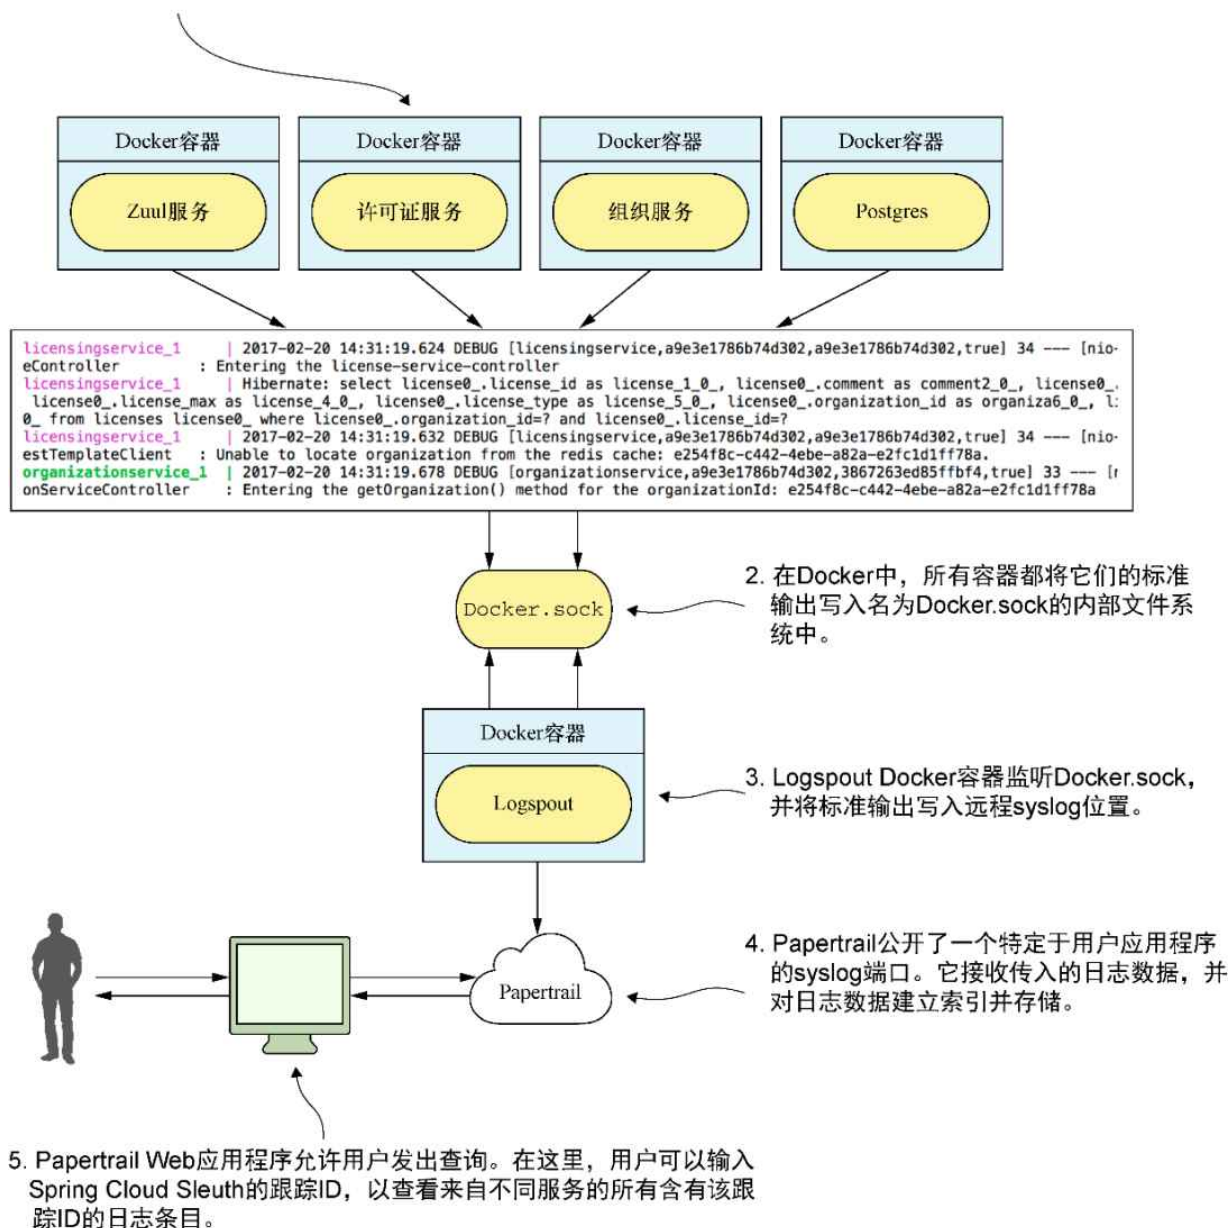 Docker容器
Docker容器
Docker容器
Docker容器
Zuul服务
许可证服务
组织服务
Postgres
licensingservice_1 | 2017-02-20 14:31:19.624 DEBUG [licensingservice,a9e3e1786b74d302,a9e3e1786b74d302,true] 34 --- [nio-
eController : Entering the license-service-controller
licensingservice_1 | Hibernate: select license0_.license_id as license_1_0_, license0_.comment as comment2_0_, license0_.
license0_.license_max as license_4_0_, license0_.license_type as license_5_0_, license0_.organization_id as organiza6_0_, li
0_ from licenses license0_ where license0_.organization_id=? and license0_.license_id=?
licensingservice_1 | 2017-02-20 14:31:19.632 DEBUG [licensingservice,a9e3e1786b74d302,a9e3e1786b74d302,true] 34 --- [nio-
estTemplateClient : Unable to locate organization from the redis cache: e254f8c-c442-4ebe-a82a-e2fc1d1ff78a.
organizationservice_1 | 2017-02-20 14:31:19.678 DEBUG [organizationservice,a9e3e1786b74d302,3867263ed85ffbf4,true] 33 --- [r
onServiceController : Entering the getOrganization() method for the organizationId: e254f8c-c442-4ebe-a82a-e2fc1d1ff78a
Docker.sock
2. 在Docker中，所有容器都将它们的标准
输出写入名为Docker.sock的内部文件系
统中。
Docker容器
Logspout
3. Logspout Docker容器监听Docker.sock，
并将标准输出写入远程syslog位置。
Papertrail
4. Papertrail公开了一个特定于用户应用程序
的syslog端口。它接收传入的日志数据，并
对日志数据建立索引并存储。
5. Papertrail Web应用程序允许用户发出查询。在这里，用户可以输入
Spring Cloud Sleuth的跟踪ID，以查看来自不同服务的所有含有该跟
踪ID的日志条目。